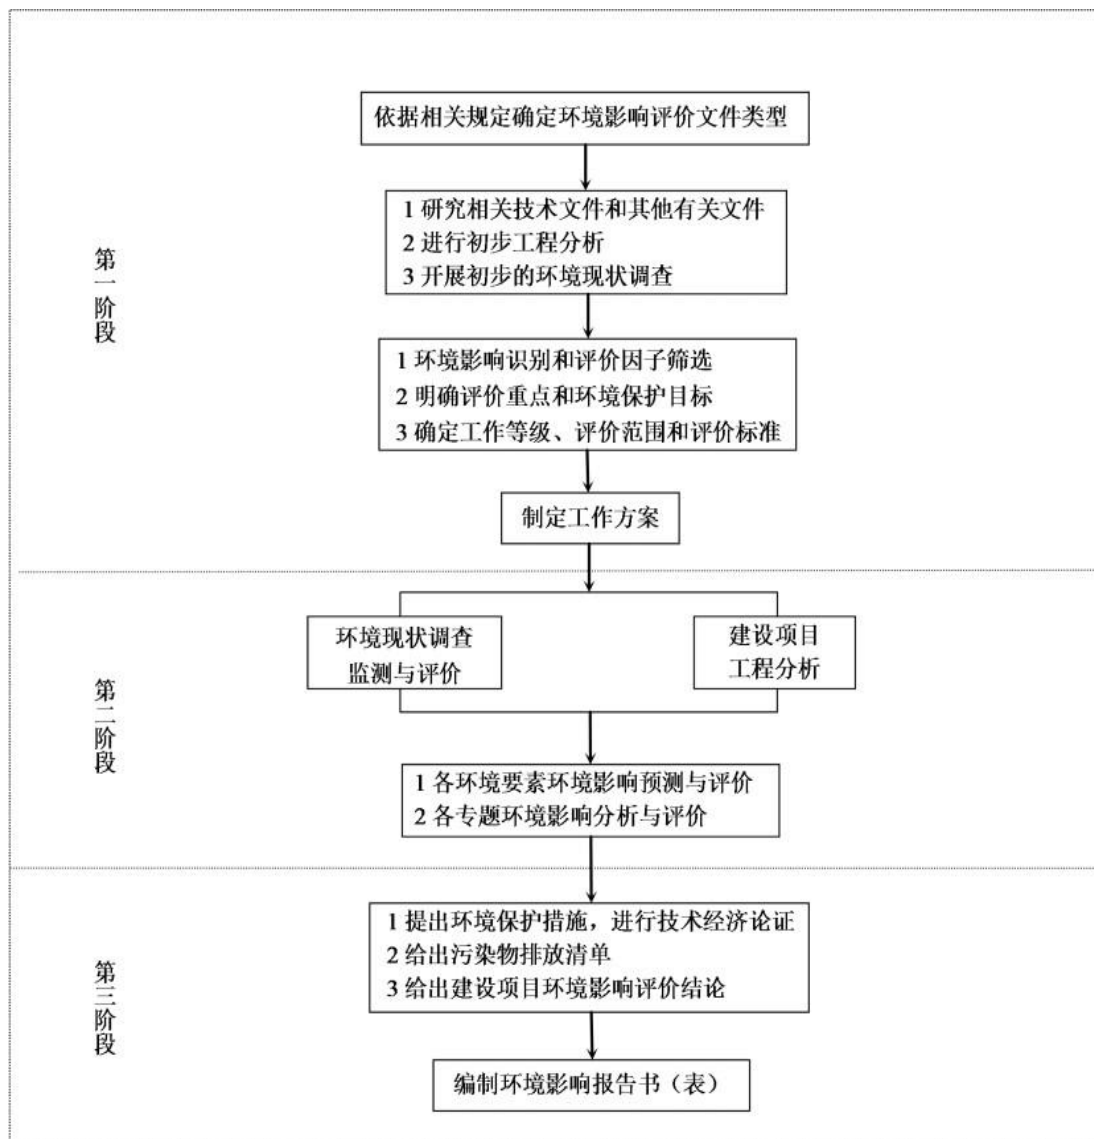 依据相关规定确定环境影响评价文件类型
1 研究相关技术文件和其他有关文件
2 进行初步工程分析
3 开展初步的环境现状调查
第一阶段
1 环境影响识别和评价因子筛选
2 明确评价重点和环境保护目标
3 确定工作等级、评价范围和评价标准
制定工作方案
环境现状调查
监测与评价
建设项目
工程分析
第二阶段
1 各环境要素环境影响预测与评价
2 各专题环境影响分析与评价
1 提出环境保护措施，进行技术经济论证
2 给出污染物排放清单
3 给出建设项目环境影响评价结论
第三阶段
编制环境影响报告书（表）